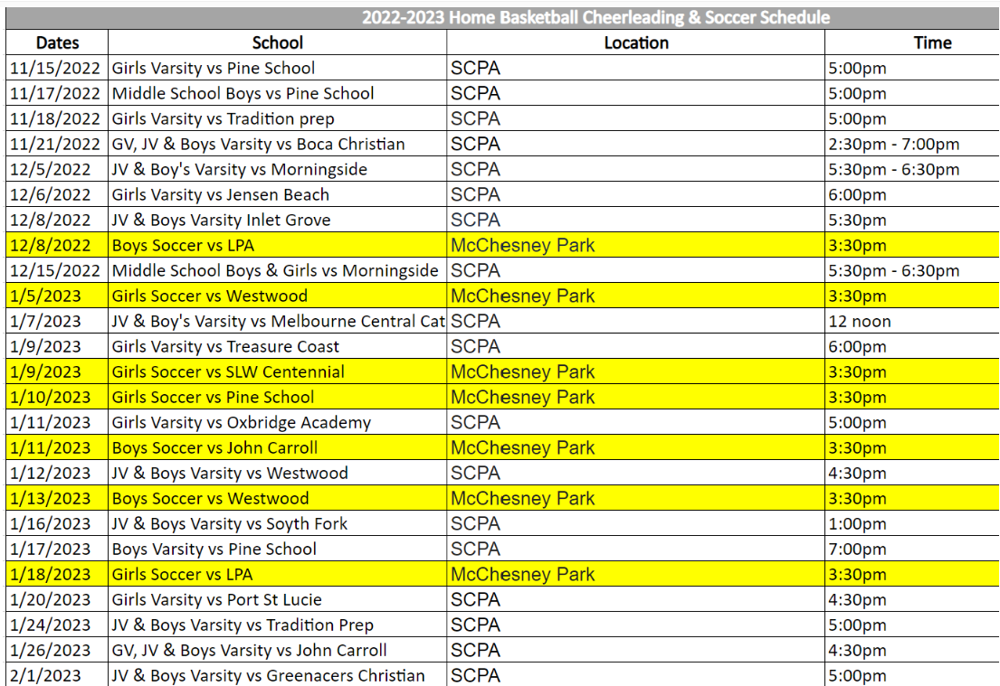 2022-2023 Home Basketball Cheerleading & Soccer Schedule
Dates School Location Time
11/15/2022 Girls Varsity vs Pine School SCPA 5:00pm
11/17/2022 Middle School Boys vs Pine School SCPA 5:00pm
11/18/2022 Girls Varsity vs Tradition prep SCPA 5:00pm
11/21/2022 GV, JV & Boys Varsity vs Boca Christian SCPA 2:30pm - 7:00pm
12/5/2022 JV & Boy's Varsity vs Morningside SCPA 5:30pm - 6:30pm
12/6/2022 Girls Varsity vs Jensen Beach SCPA 6:00pm
12/8/2022 JV & Boys Varsity Inlet Grove SCPA 5:30pm
12/8/2022 Boys Soccer vs LPA McChesney Park 3:30pm
12/15/2022 Middle School Boys & Girls vs Morningside SCPA 5:30pm - 6:30pm
1/5/2023 Girls Soccer vs Westwood McChesney Park 3:30pm
1/7/2023 JV & Boy's Varsity vs Melbourne Central Cat SCPA 12 noon
1/9/2023 Girls Varsity vs Treasure Coast SCPA 6:00pm
1/9/2023 Girls Soccer vs SLW Centennial McChesney Park 3:30pm
1/10/2023 Girls Soccer vs Pine School McChesney Park 3:30pm
1/11/2023 Girls Varsity vs Oxbridge Academy SCPA 5:00pm
1/11/2023 Boys Soccer vs John Carroll McChesney Park 3:30pm
1/12/2023 JV & Boys Varsity vs Westwood SCPA 4:30pm
1/13/2023 Boys Soccer vs Westwood McChesney Park 3:30pm
1/16/2023 JV & Boys Varsity vs Soyth Fork SCPA 1:00pm
1/17/2023 Boys Varsity vs Pine School SCPA 7:00pm
1/18/2023 Girls Soccer vs LPA McChesney Park 3:30pm
1/20/2023 Girls Varsity vs Port St Lucie SCPA 4:30pm
1/24/2023 JV & Boys Varsity vs Tradition Prep SCPA 5:00pm
1/26/2023 GV, JV & Boys Varsity vs John Carroll SCPA 4:30pm
2/1/2023 JV & Boys Varsity vs Greenacers Christian SCPA 5:00pm